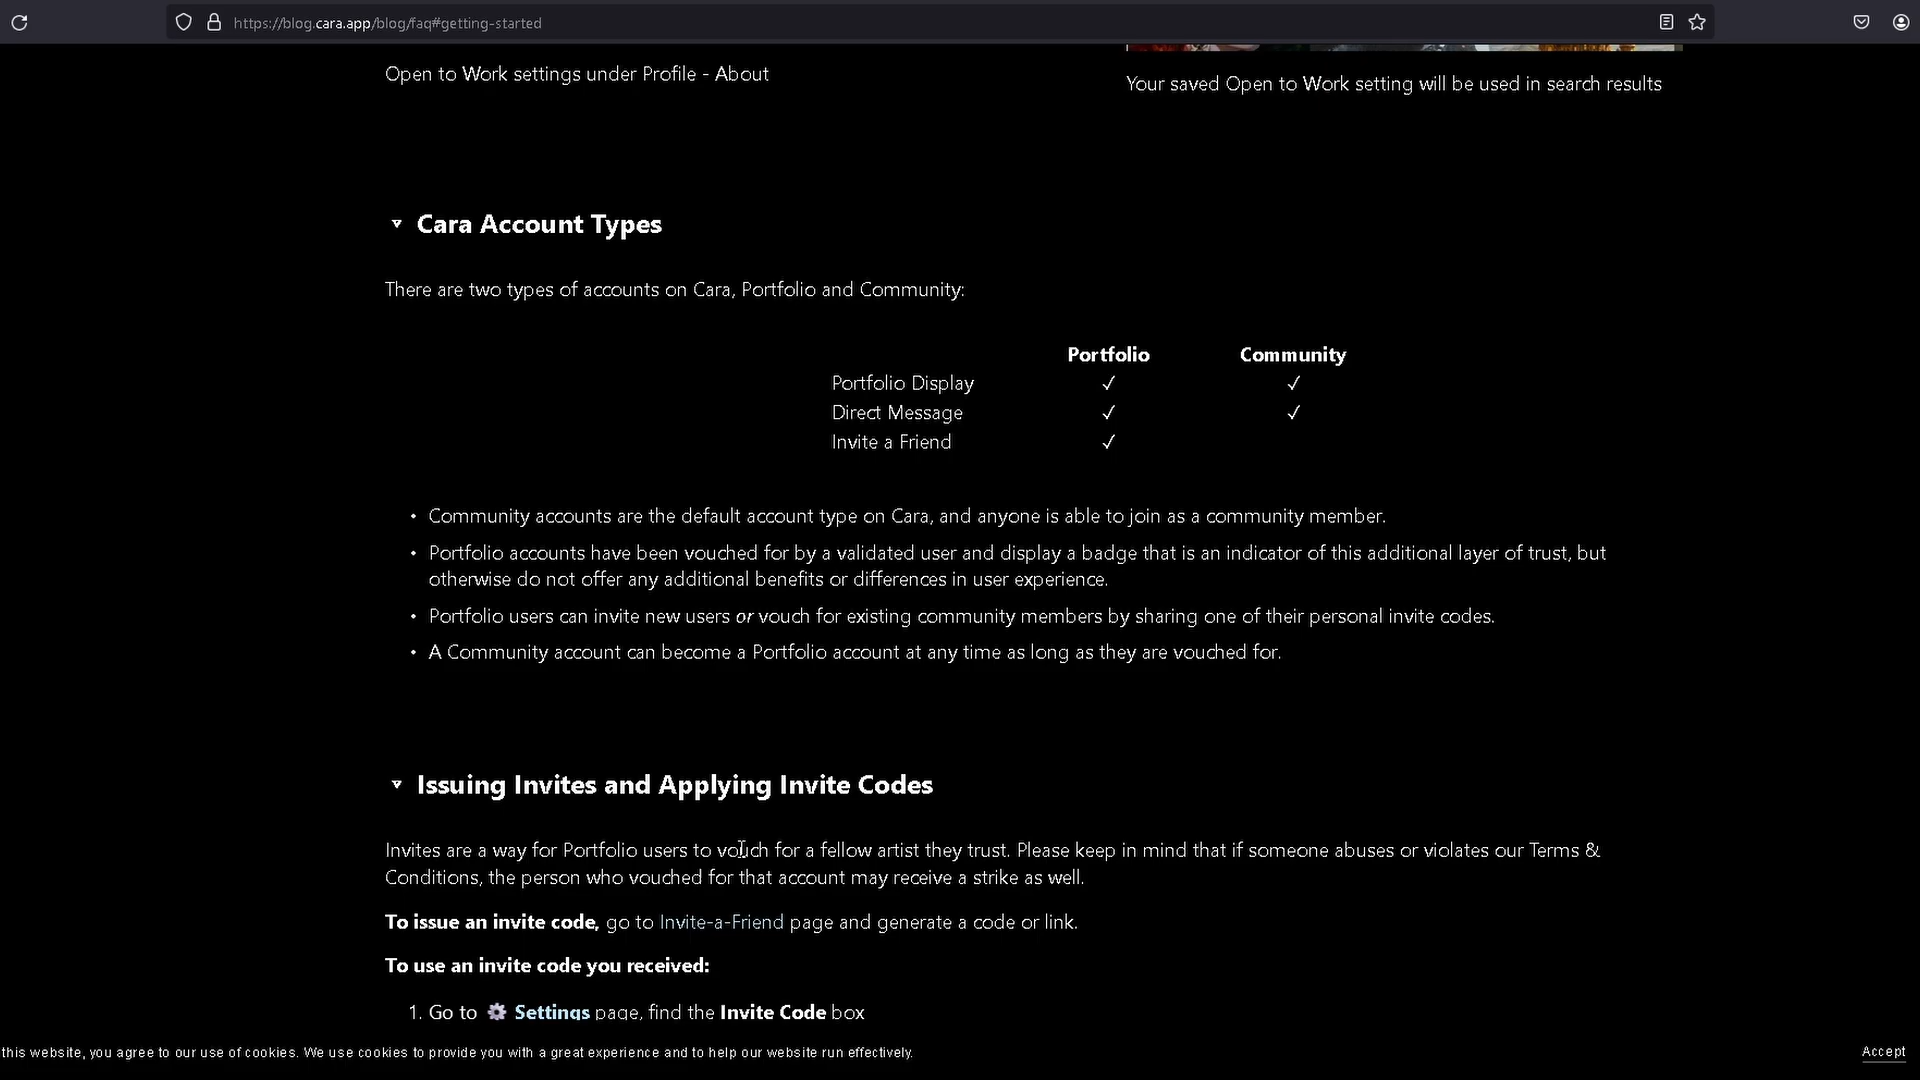 https://blog.cara.app/blog/faq#getting-started
Open to Work settings under Profile - About
Your saved Open to Work setting will be used in search results
Cara Account Types
There are two types of accounts on Cara, Portfolio and Community:
Portfolio Community
Portfolio Display ✓ ✓
Direct Message ✓ ✓
Invite a Friend ✓
• Community accounts are the default account type on Cara, and anyone is able to join as a community member.
• Portfolio accounts have been vouched for by a validated user and display a badge that is an indicator of this additional layer of trust, but
otherwise do not offer any additional benefits or differences in user experience.
• Portfolio users can invite new users or vouch for existing community members by sharing one of their personal invite codes.
• A Community account can become a Portfolio account at any time as long as they are vouched for.
Issuing Invites and Applying Invite Codes
Invites are a way for Portfolio users to vouch for a fellow artist they trust. Please keep in mind that if someone abuses or violates our Terms &
Conditions, the person who vouched for that account may receive a strike as well.
To issue an invite code, go to Invite-a-Friend page and generate a code or link.
To use an invite code you received:
1. Go to Settings page, find the Invite Code box
this website, you agree to our use of cookies. We use cookies to provide you with a great experience and to help our website run effectively.
Accept